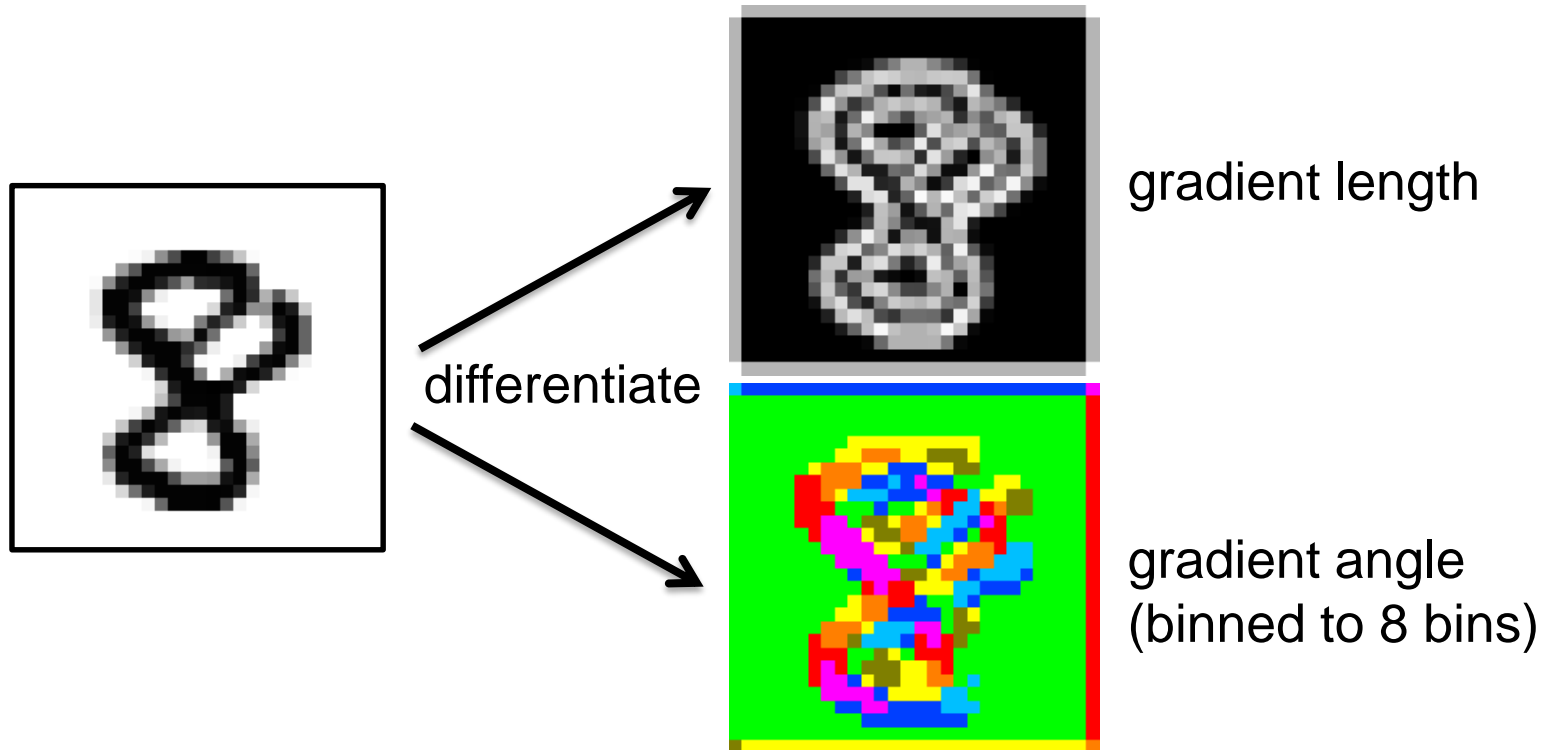 gradient length
differentiate
gradient angle
(binned to 8 bins)